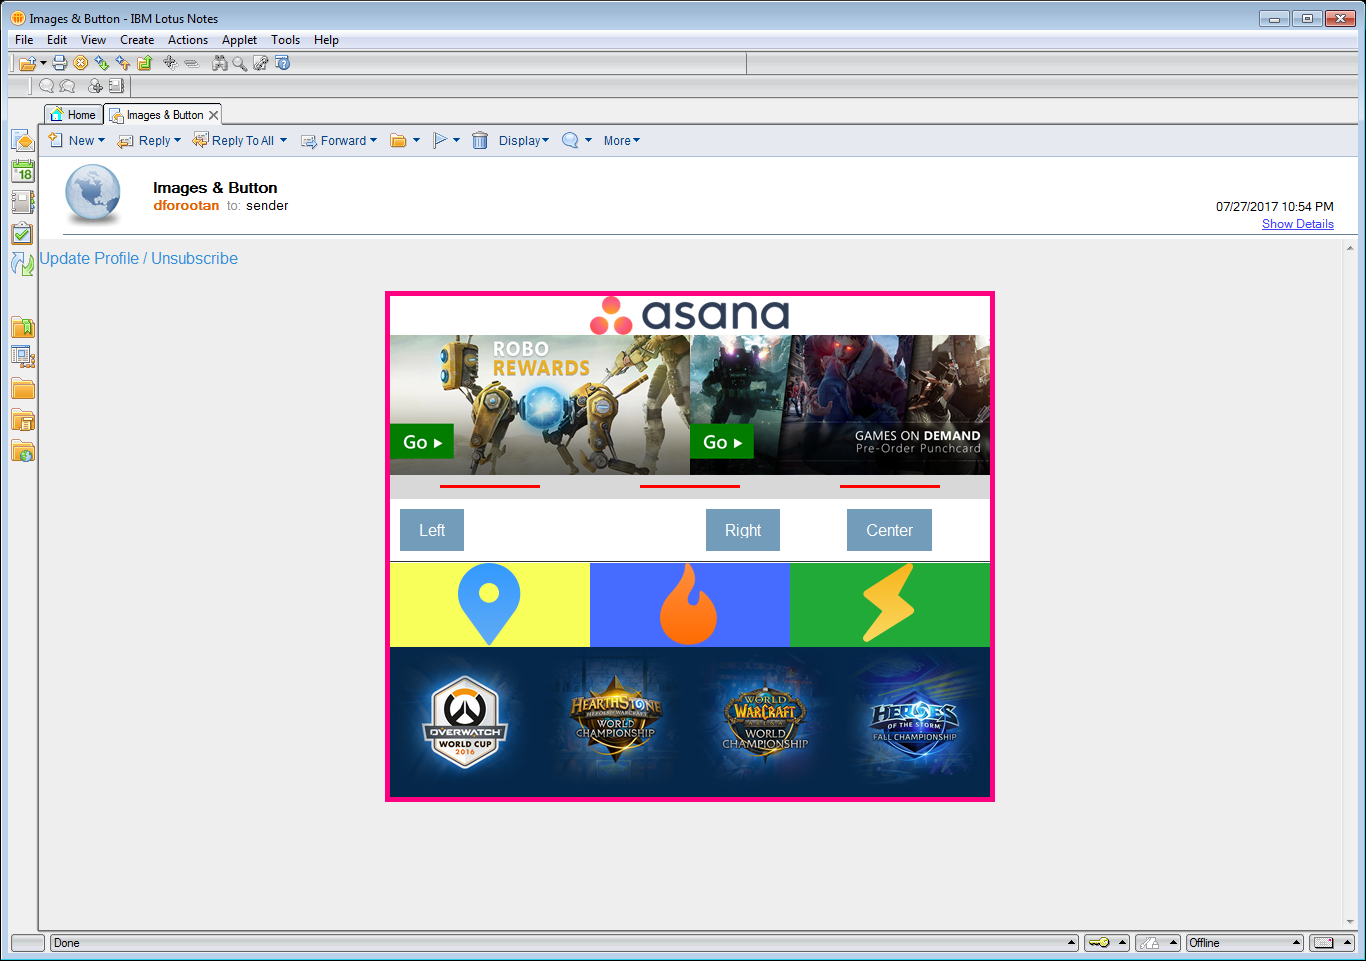 Images & Button - IBM Lotus Notes
File Edit View Create Actions Applet Tools Help
Home Images & Button
18
New Reply Reply To All Forward Display More
Images & Button
dforootan to: sender
07/27/2017 10:54 PM
Show Details
Update Profile / Unsubscribe
asana
ROBO
REWARDS
Go
Go
GAMES ON DEMAND
Pre-Order Punchcard
Left Right Center
OVERWATCH
WORLD CUP
2016
HEARTHSTONE
HEROES OF WARCRAFT
WORLD
CHAMPIONSHIP
WORLD
WARCRAFT
ARENA
WORLD
CHAMPIONSHIP
HEROES
OF THE STORM
FALL CHAMPIONSHIP
Done
Offline